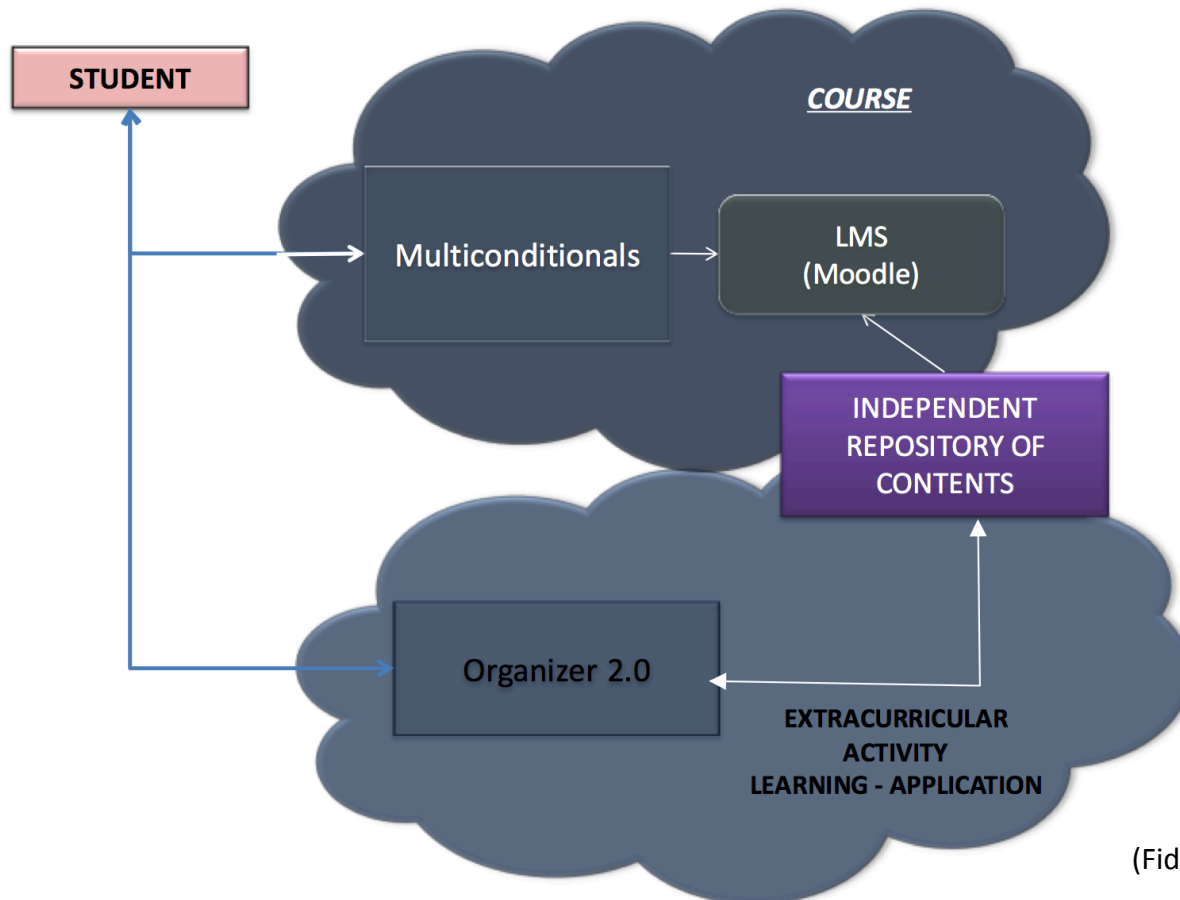 STUDENT
COURSE
Multiconditionals
LMS
(Moodle)
INDEPENDENT
REPOSITORY OF
CONTENTS
Organizer 2.0
EXTRACURRICULAR
ACTIVITY
LEARNING - APPLICATION
(Fid